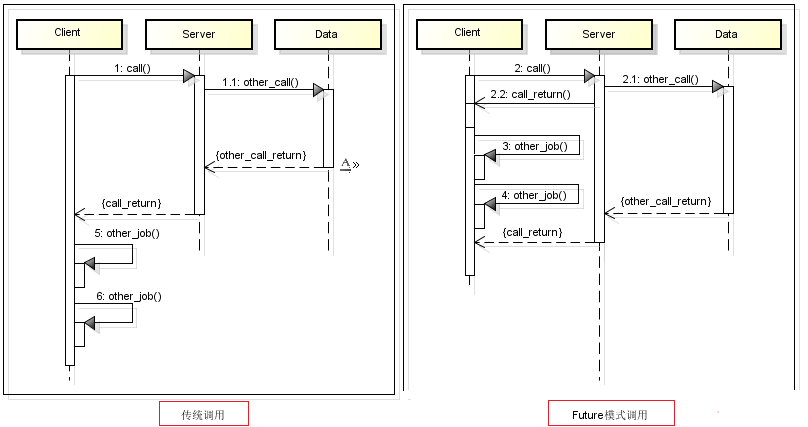 Client
Server
Data
1: call()
1.1: other_call()
{other_call_return}
A »
{call_return}
5: other_job()
6: other_job()
传统调用
Client
Server
Data
2: call()
2.1: other_call()
2.2: call_return()
3: other_job()
4: other_job()
{other_call_return}
{call_return}
Future模式调用